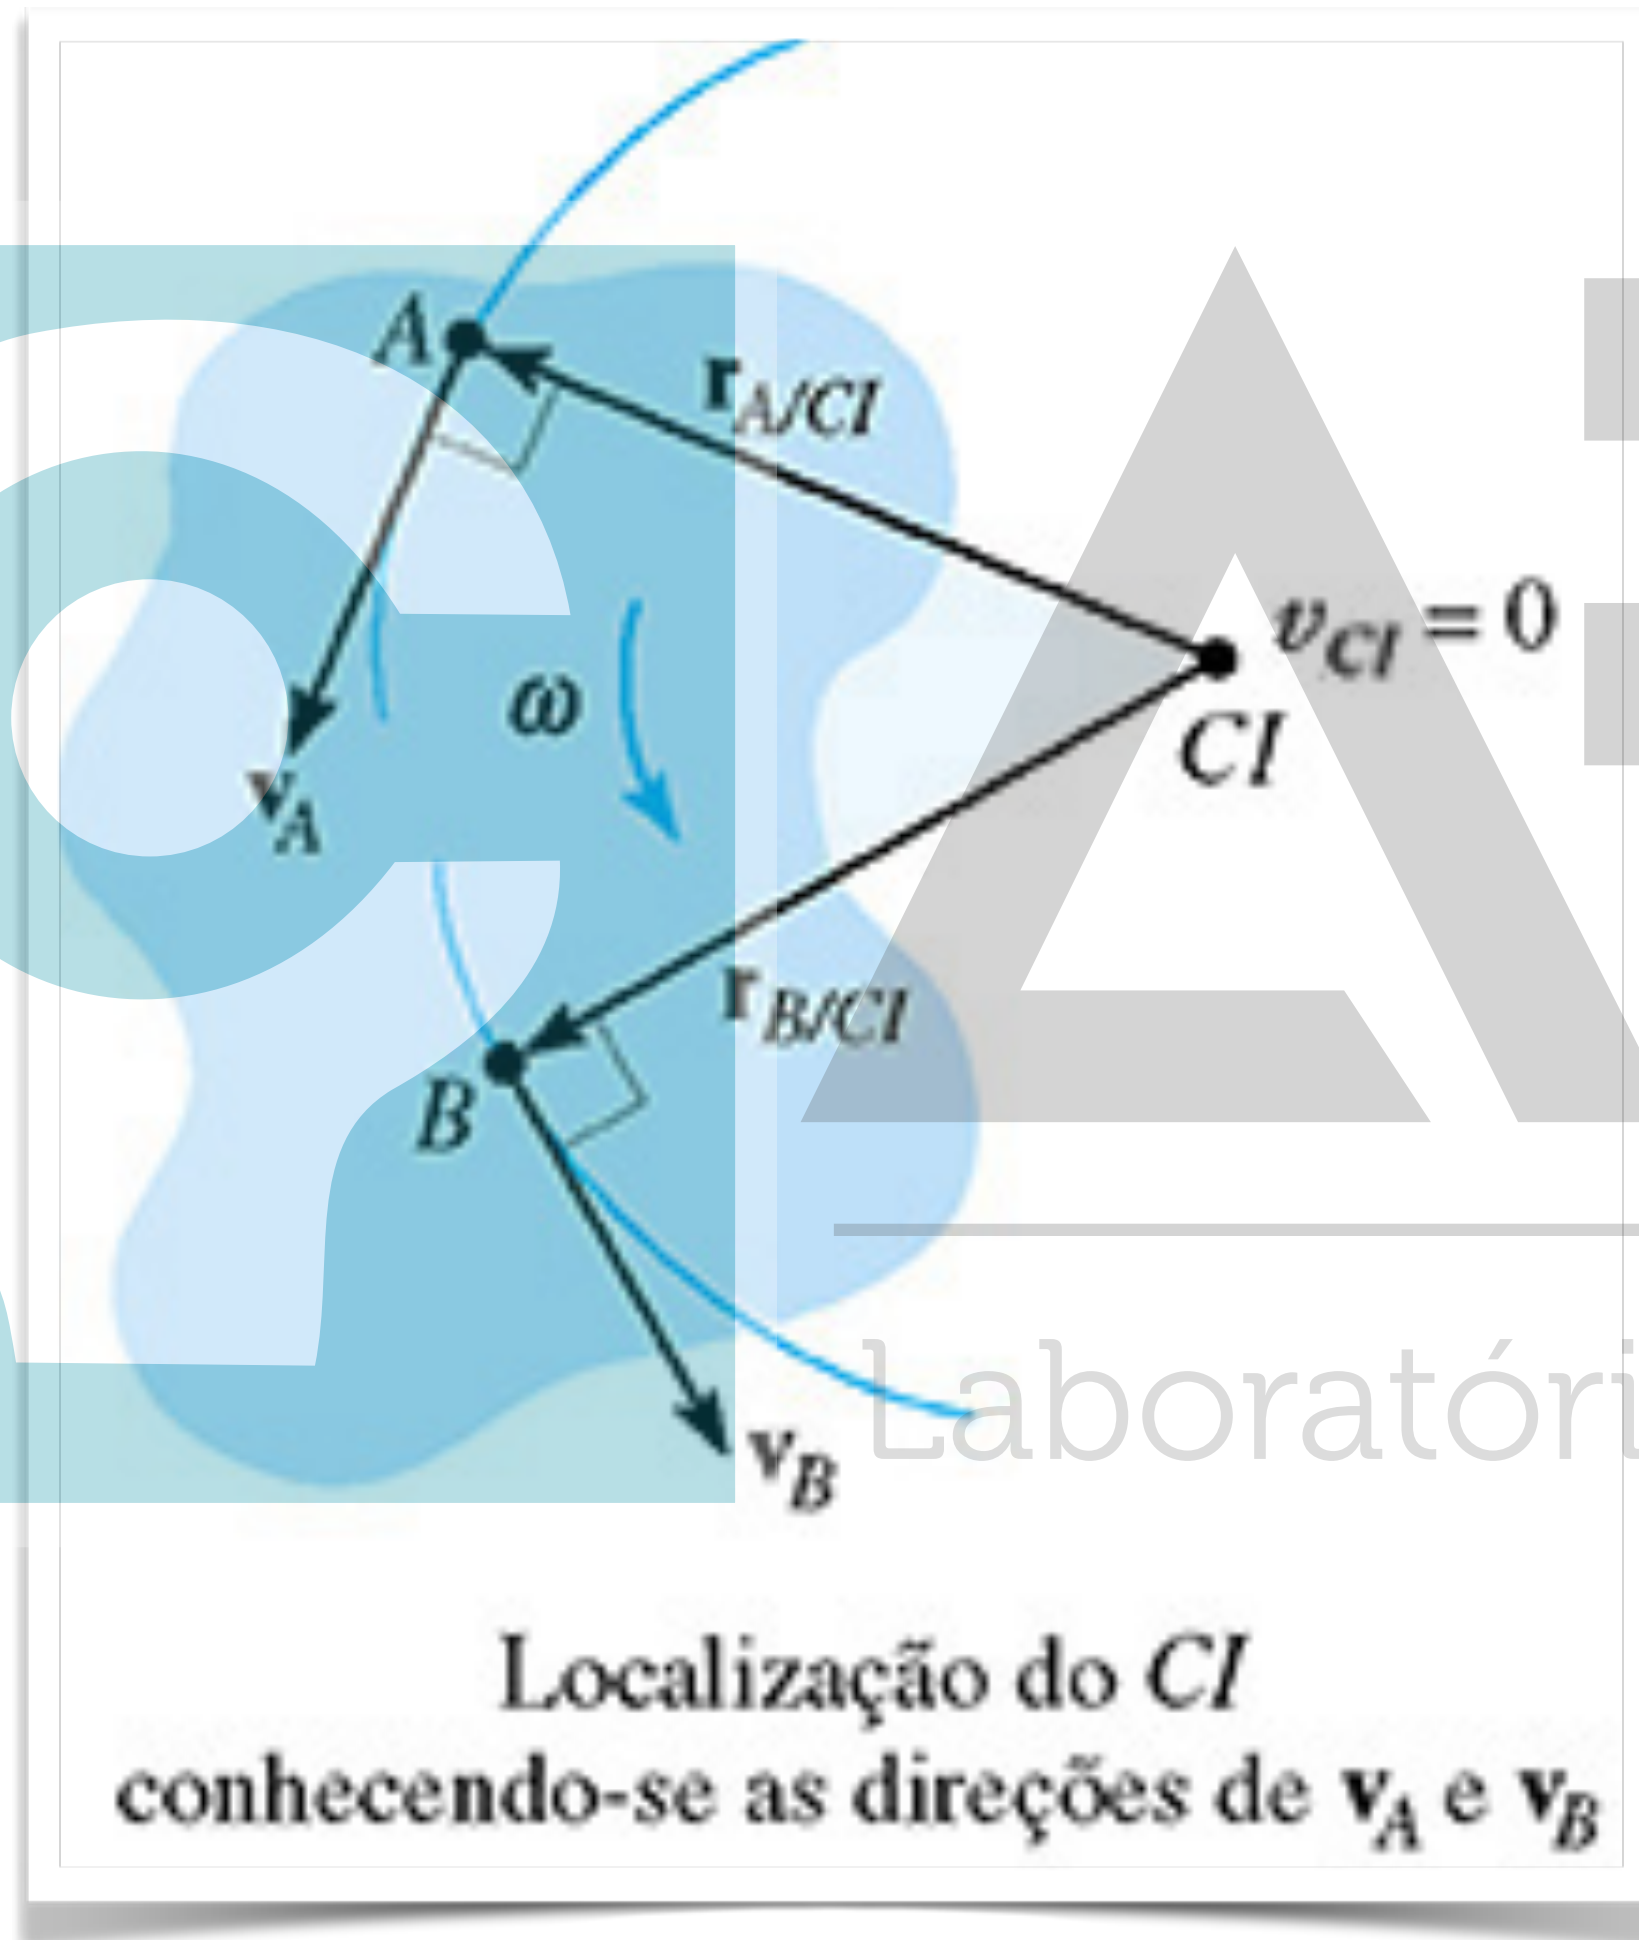 A
r_A/CI
v_CI = 0
ω
CI
v_A
r_B/CI
B
v_B
Laboratóri
Localização do CI
conhecendo-se as direções de v_A e v_B